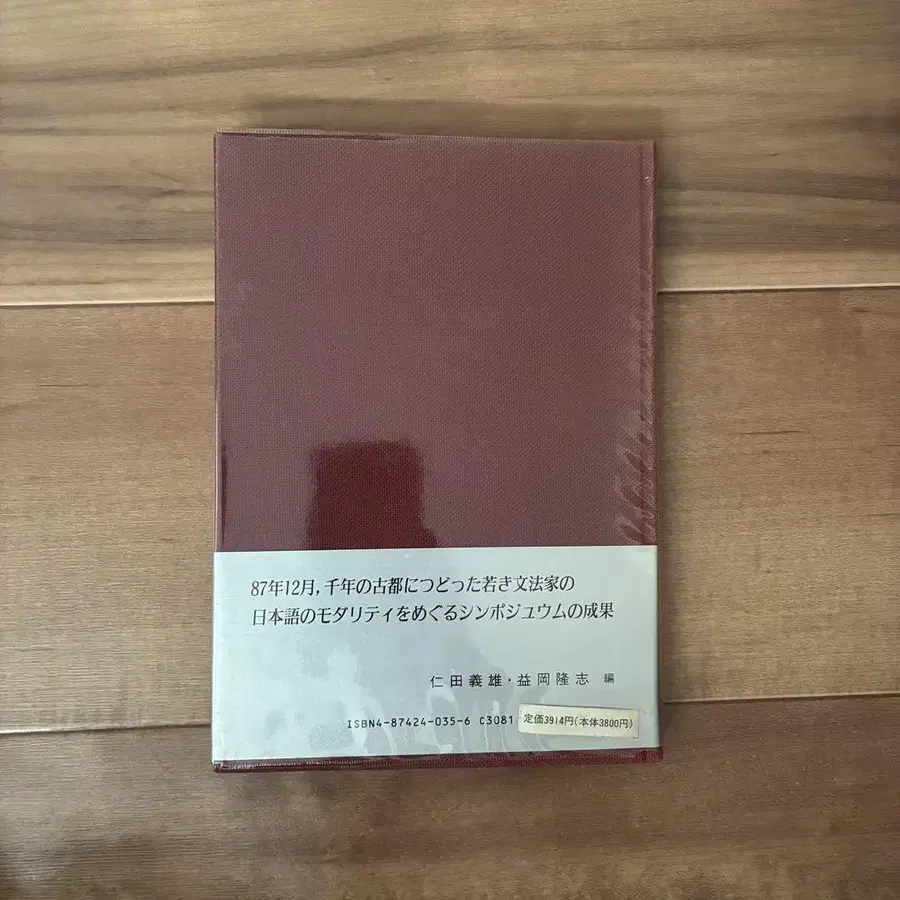 87年12月,千年の古都につどった若き文法家の
日本語のモダリティをめぐるシンポジュウムの成果
仁田義雄・益岡隆志 編
ISBN4-87424-035-6 C3081 定価3914円(本体3800円)